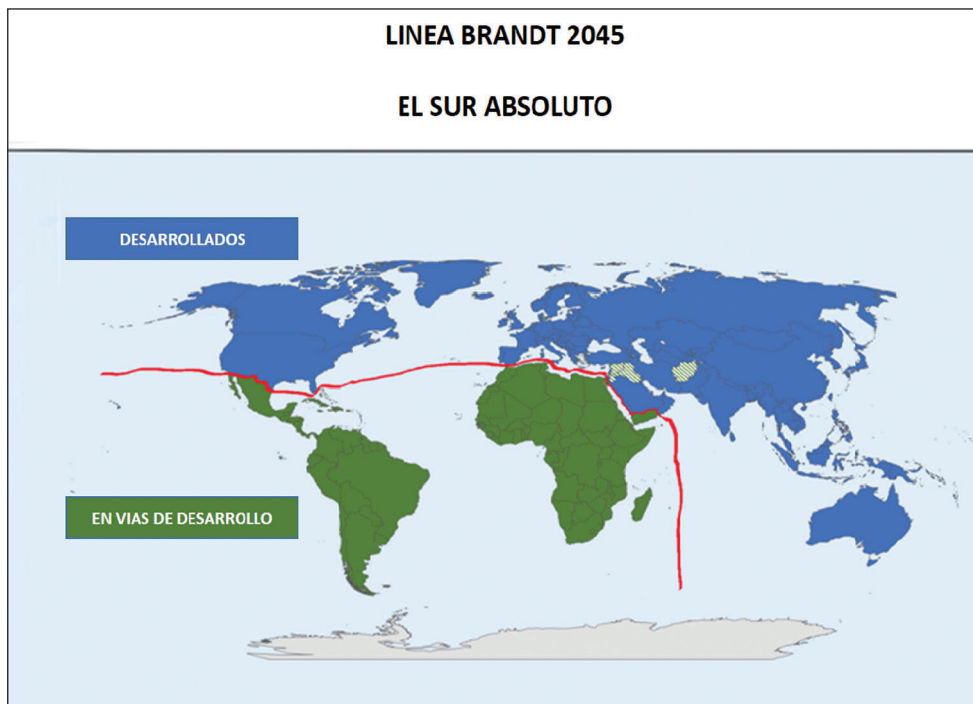 LINEA BRANDT 2045
EL SUR ABSOLUTO
DESARROLLADOS
EN VIAS DE DESARROLLO